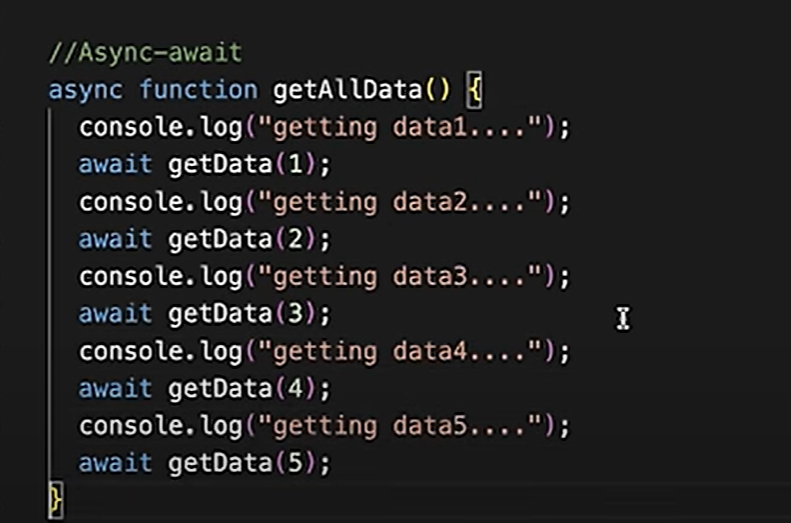 //Async-await
async function getAllData() {
  console.log("getting data1....");
  await getData(1);
  console.log("getting data2....");
  await getData(2);
  console.log("getting data3....");
  await getData(3);
  console.log("getting data4....");
  await getData(4);
  console.log("getting data5....");
  await getData(5);
}